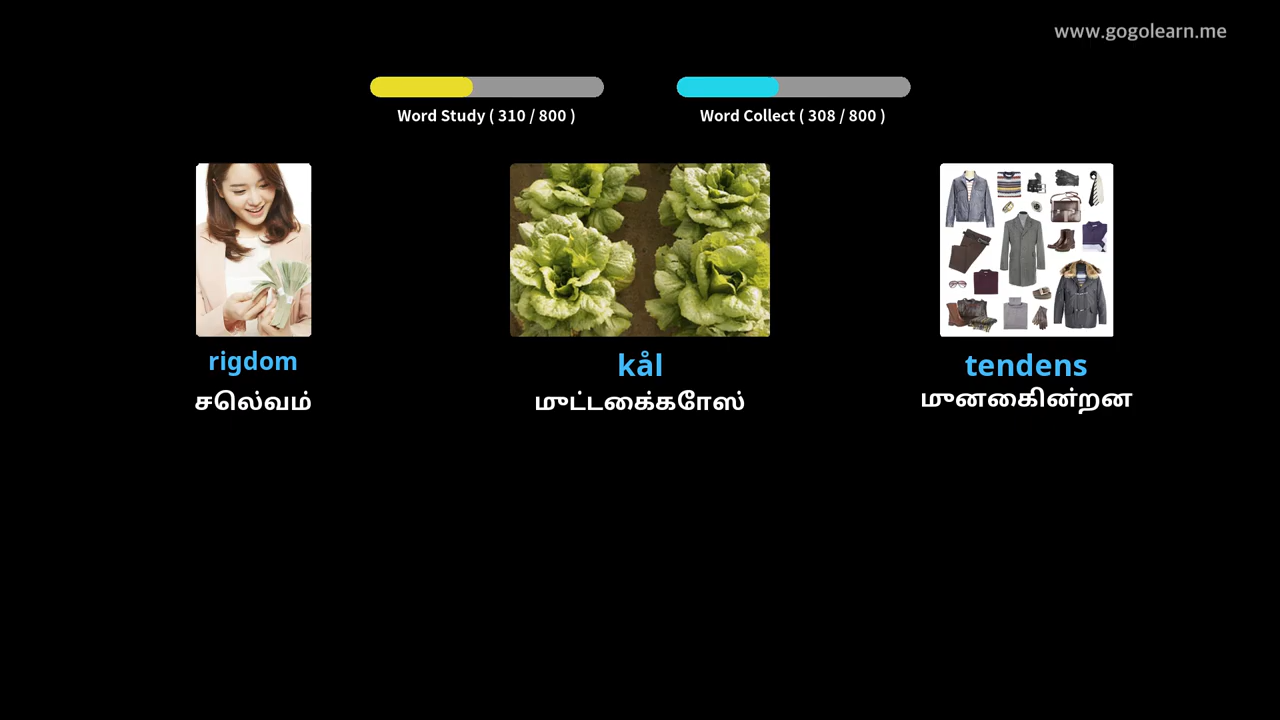 www.gogolearn.me
Word Study ( 310 / 800 )
Word Collect ( 308 / 800 )
rigdom
kål
tendens
செல்வம்
முட்டைக்கோஸ்
முனைகின்றன